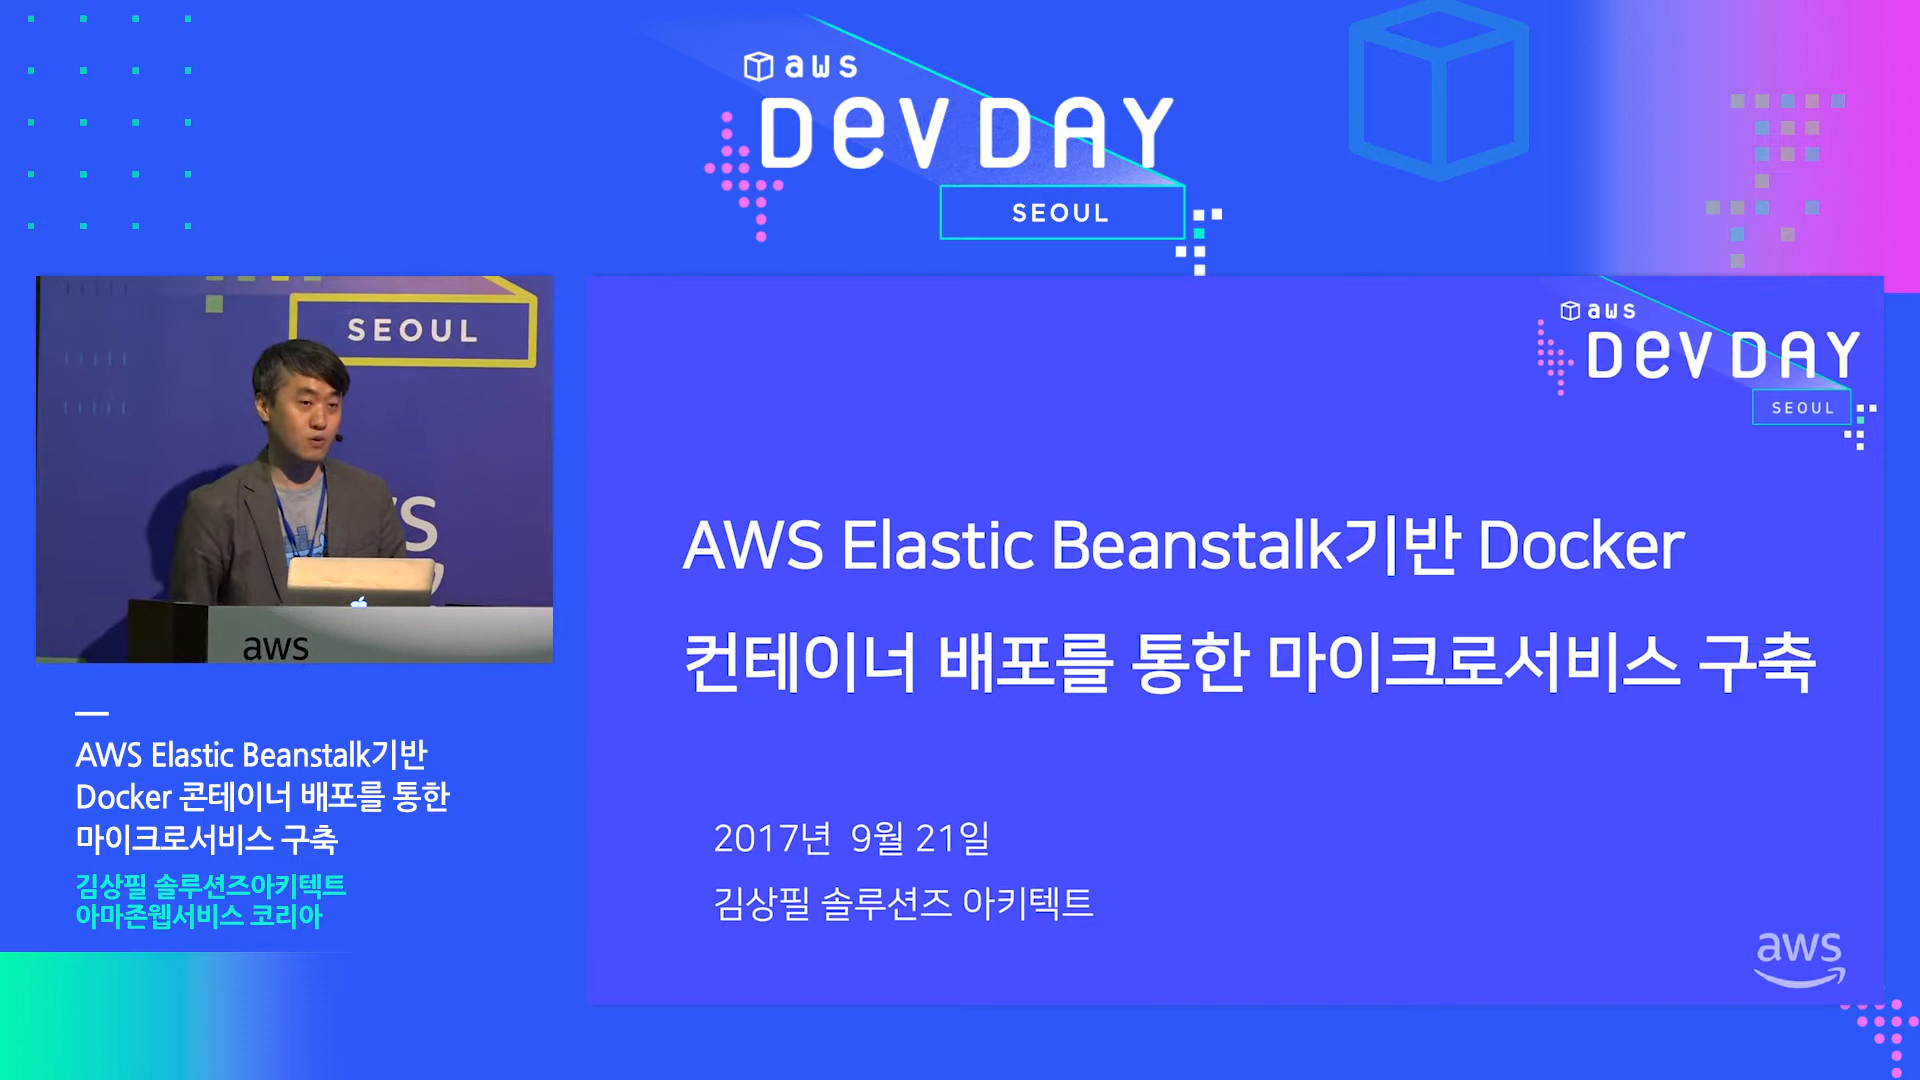 aws
DEV DAY
SEOUL
SEOUL
aws
AWS Elastic Beanstalk기반
Docker 콘테이너 배포를 통한
마이크로서비스 구축
김상필 솔루션즈아키텍트
아마존웹서비스 코리아
aws
DEV DAY
SEOUL
AWS Elastic Beanstalk기반 Docker
컨테이너 배포를 통한 마이크로서비스 구축
2017년 9월 21일
김상필 솔루션즈 아키텍트
aws